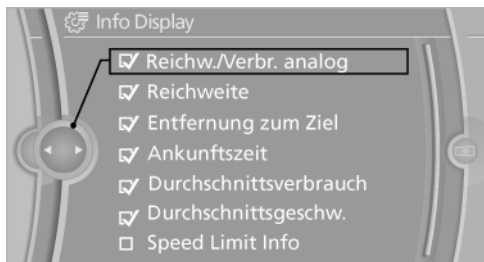 Info Display
Reichw./Verbr. analog
Reichweite
Entfernung zum Ziel
Ankunftszeit
Durchschnittsverbrauch
Durchschnittsgeschw.
Speed Limit Info